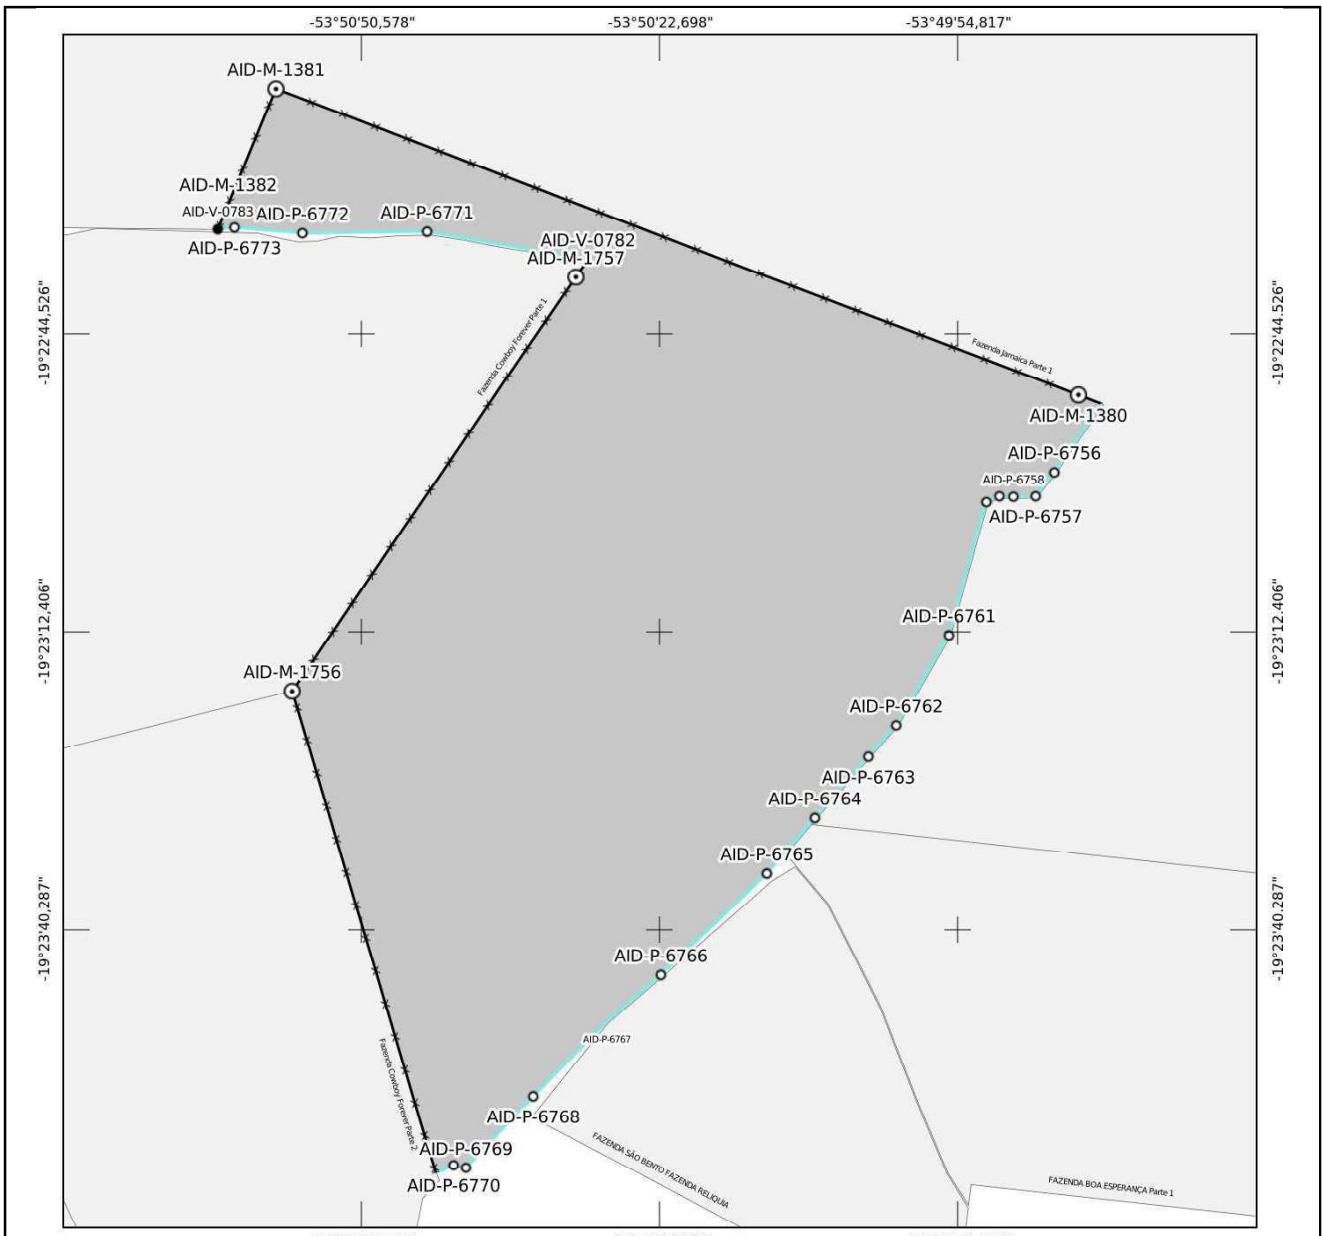 -53°50'50,578"
-53°50'22,698"
-53°49'54,817"
AID-M-1381
AID-M-1382
AID-V-0783
AID-P-6772
AID-P-6771
AID-P-6773
AID-V-0782
AID-M-1757
-19°22'44,526"
-19°22'44,526"
Fazenda Cowboy Forever Parte 1
Fazenda Jamaica Parte 1
AID-M-1380
AID-P-6756
AID-P-6758
AID-P-6757
-19°23'12,406"
-19°23'12,406"
AID-P-6761
AID-M-1756
AID-P-6762
AID-P-6763
AID-P-6764
AID-P-6765
-19°23'40,287"
-19°23'40,287"
AID-P-6766
AID-P-6767
Fazenda Cowboy Forever Parte 2
AID-P-6768
AID-P-6769
AID-P-6770
FAZENDA SÃO BENTO FAZENDA RELIQUIA
FAZENDA BOA ESPERANÇA Parte 1